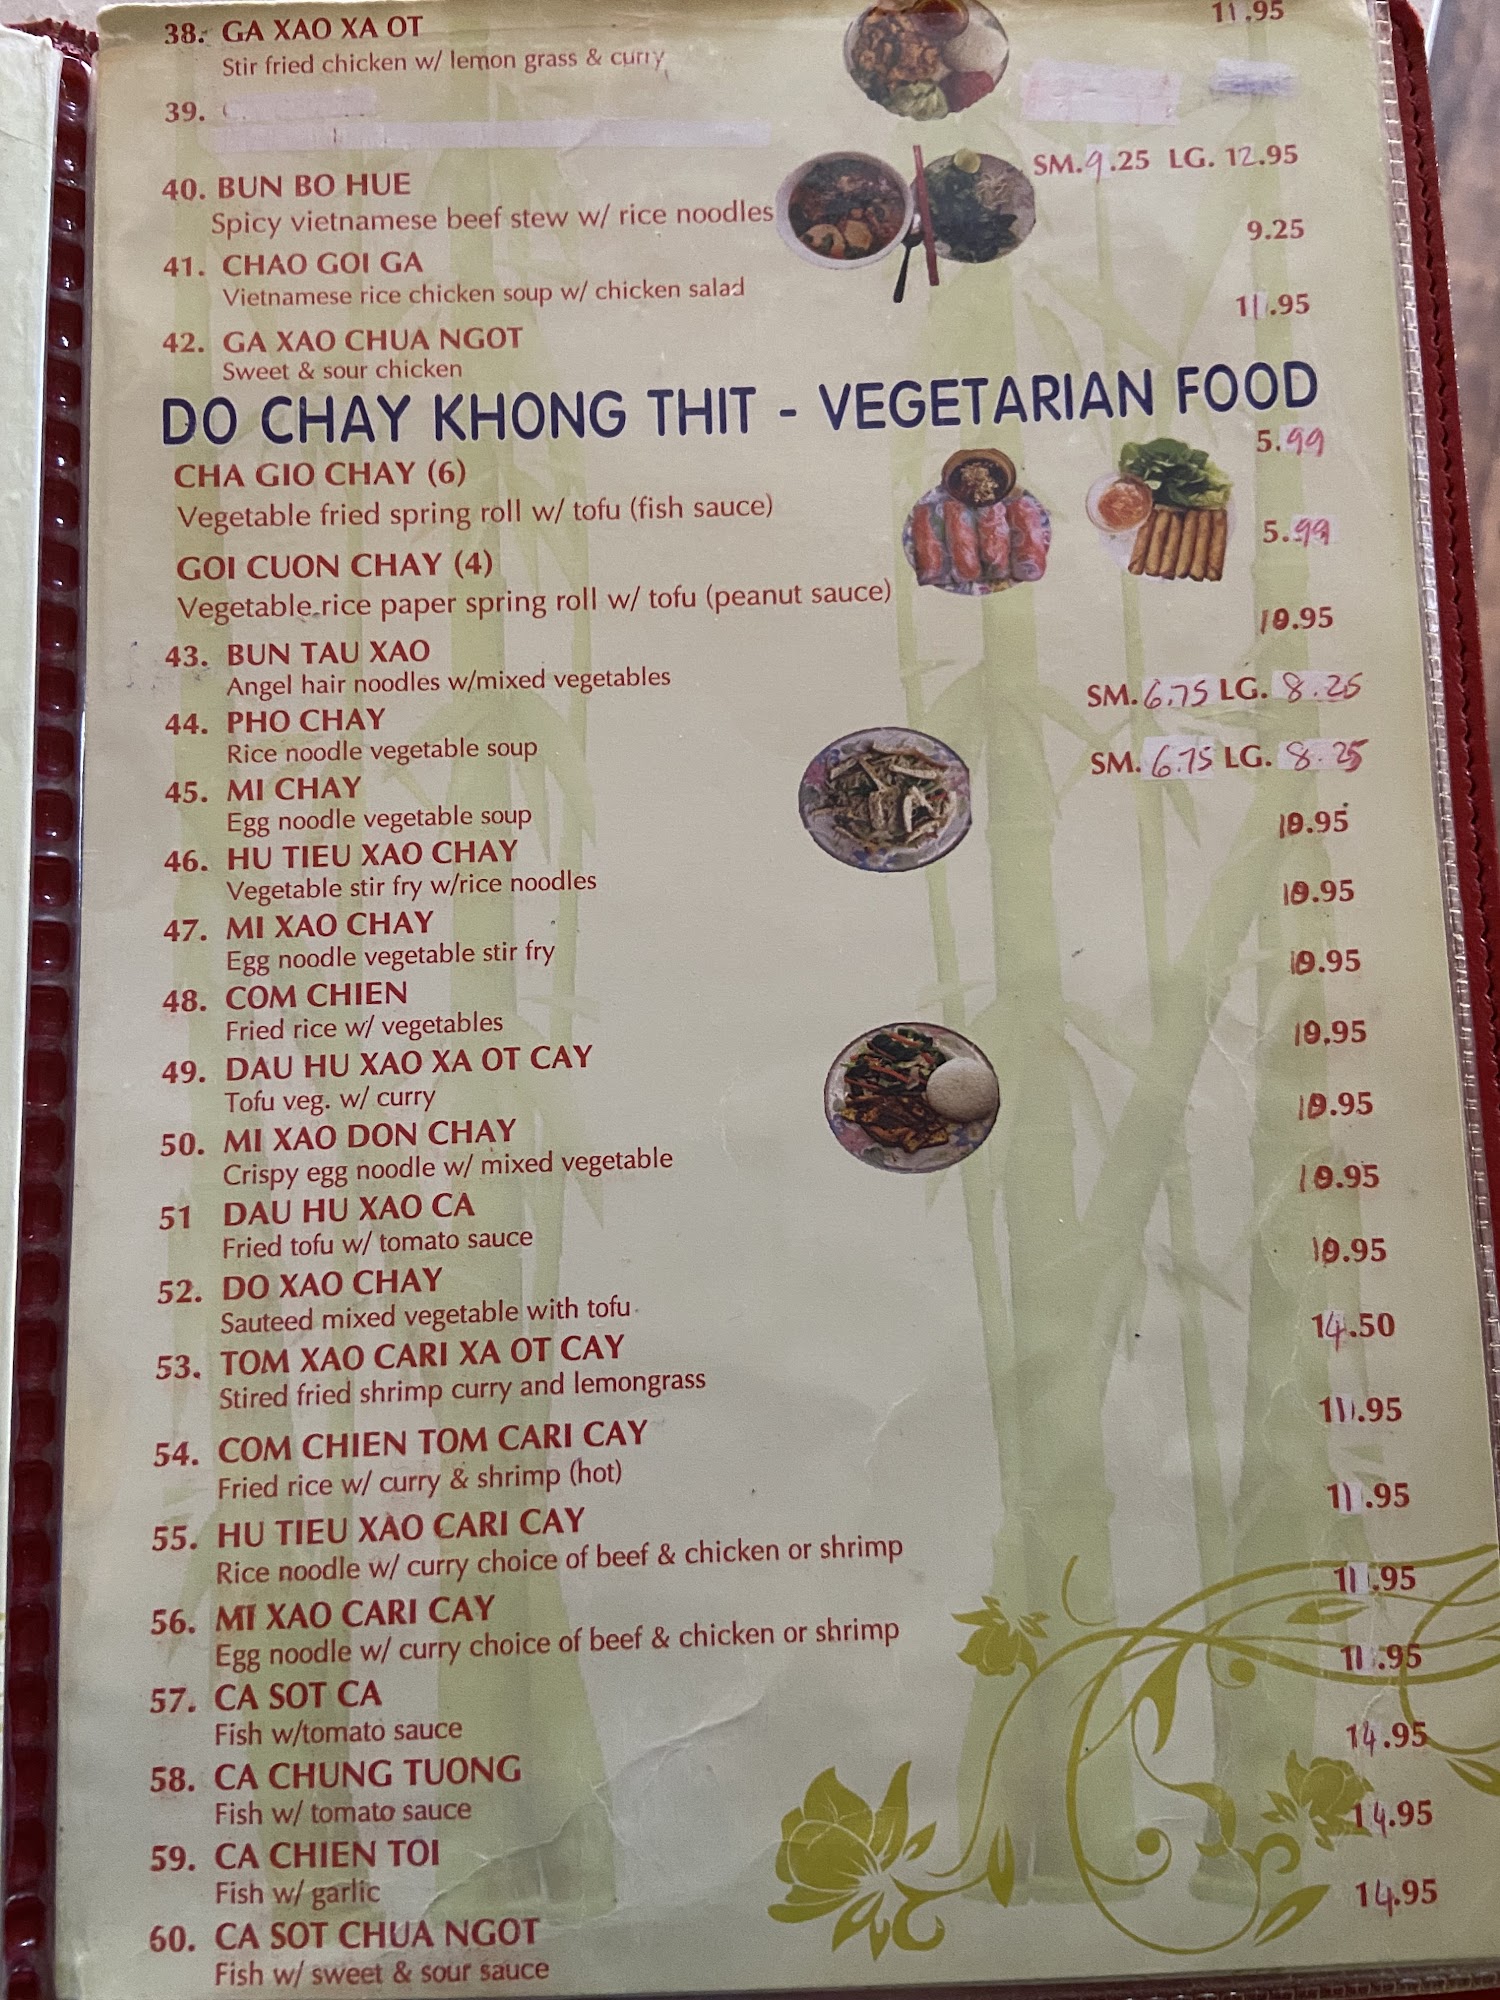 38. GA XAO XA OT 11.95
Stir fried chicken w/ lemon grass & curry
39.
40. BUN BO HUE SM.9.25 LG. 12.95
Spicy vietnamese beef stew w/ rice noodles
41. CHAO GOI GA 9.25
Vietnamese rice chicken soup w/ chicken salad
42. GA XAO CHUA NGOT 11.95
Sweet & sour chicken
DO CHAY KHONG THIT - VEGETARIAN FOOD
CHA GIO CHAY (6) 5.99
Vegetable fried spring roll w/ tofu (fish sauce)
GOI CUON CHAY (4) 5.99
Vegetable rice paper spring roll w/ tofu (peanut sauce)
43. BUN TAU XAO 10.95
Angel hair noodles w/mixed vegetables
44. PHO CHAY SM.6.75 LG. 8.25
Rice noodle vegetable soup
45. MI CHAY SM.6.75 LG. 8.25
Egg noodle vegetable soup
46. HU TIEU XAO CHAY 10.95
Vegetable stir fry w/rice noodles
47. MI XAO CHAY 10.95
Egg noodle vegetable stir fry
48. COM CHIEN 10.95
Fried rice w/ vegetables
49. DAU HU XAO XA OT CAY 10.95
Tofu veg. w/ curry
50. MI XAO DON CHAY 10.95
Crispy egg noodle w/ mixed vegetable
51 DAU HU XAO CA 10.95
Fried tofu w/ tomato sauce
52. DO XAO CHAY 10.95
Sauteed mixed vegetable with tofu
53. TOM XAO CARI XA OT CAY 14.50
Stired fried shrimp curry and lemongrass
54. COM CHIEN TOM CARI CAY 11.95
Fried rice w/ curry & shrimp (hot)
55. HU TIEU XAO CARI CAY 11.95
Rice noodle w/ curry choice of beef & chicken or shrimp
56. MI XAO CARI CAY 11.95
Egg noodle w/ curry choice of beef & chicken or shrimp
57. CA SOT CA 11.95
Fish w/tomato sauce
58. CA CHUNG TUONG 14.95
Fish w/ tomato sauce
59. CA CHIEN TOI 14.95
Fish w/ garlic
60. CA SOT CHUA NGOT 14.95
Fish w/ sweet & sour sauce